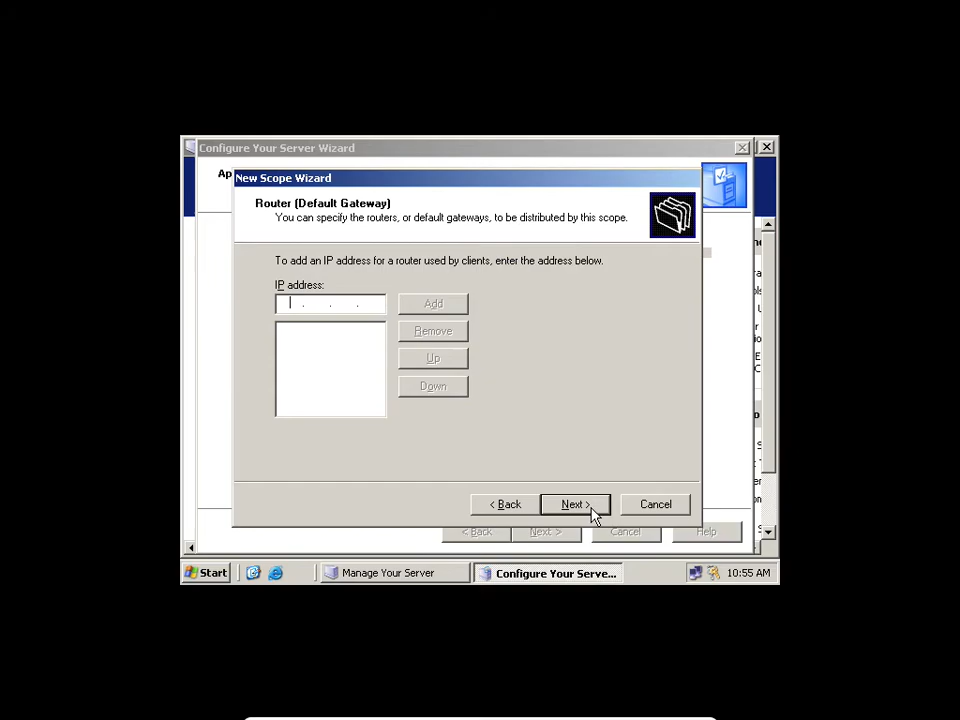 Configure Your Server Wizard
Ap
New Scope Wizard
Router (Default Gateway)
You can specify the routers, or default gateways, to be distributed by this scope.
To add an IP address for a router used by clients, enter the address below.
IP address:
. . .
Add
Remove
Up
Down
< Back
Next >
Cancel
< Back
Next >
Cancel
Help
Start
Manage Your Server
Configure Your Serve...
10:55 AM